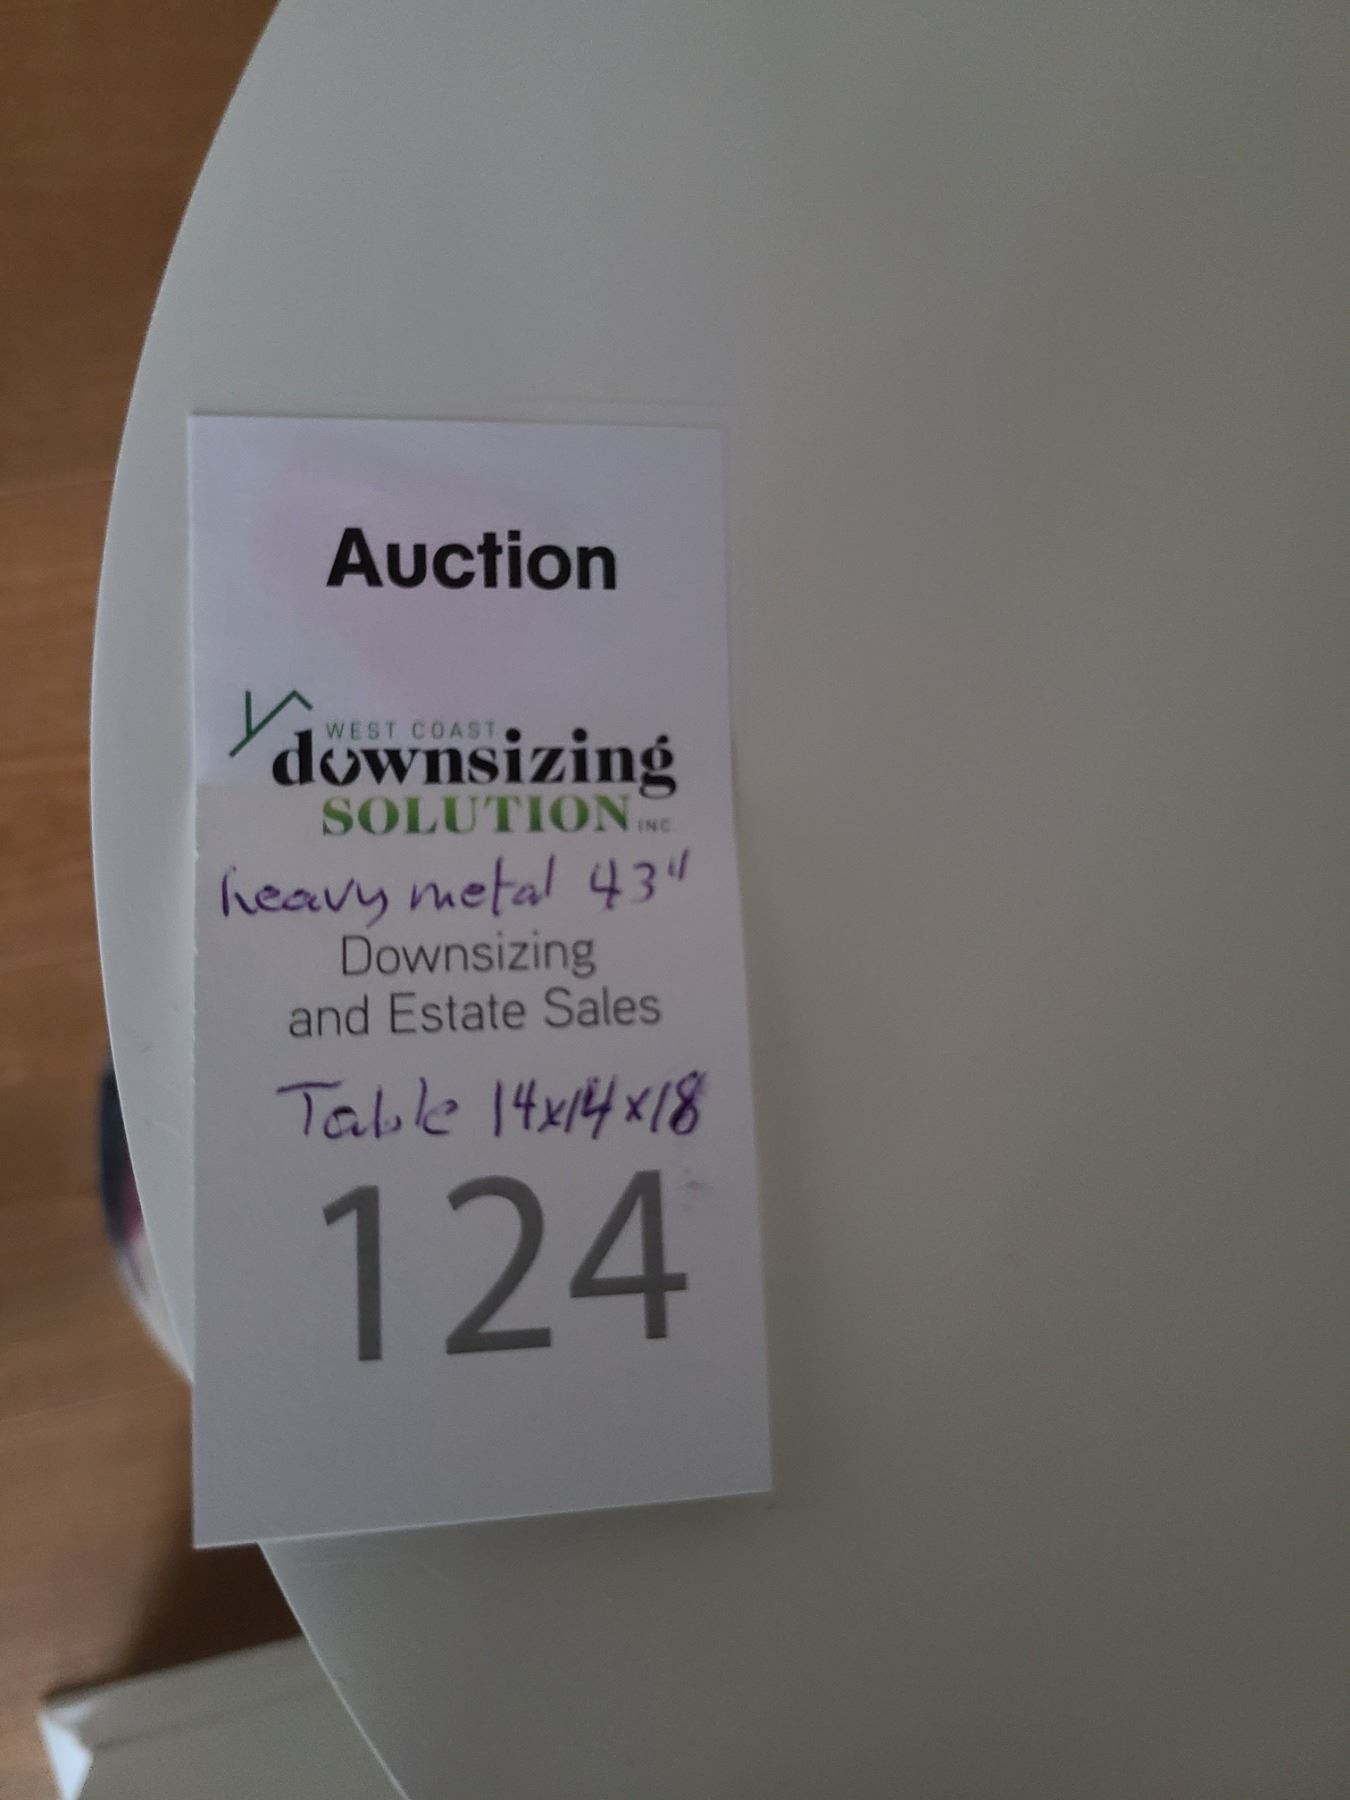 Auction
WEST COAST
downsizing
SOLUTION INC
heavy metal 43"
Downsizing
and Estate Sales
Table 14x14x18
124